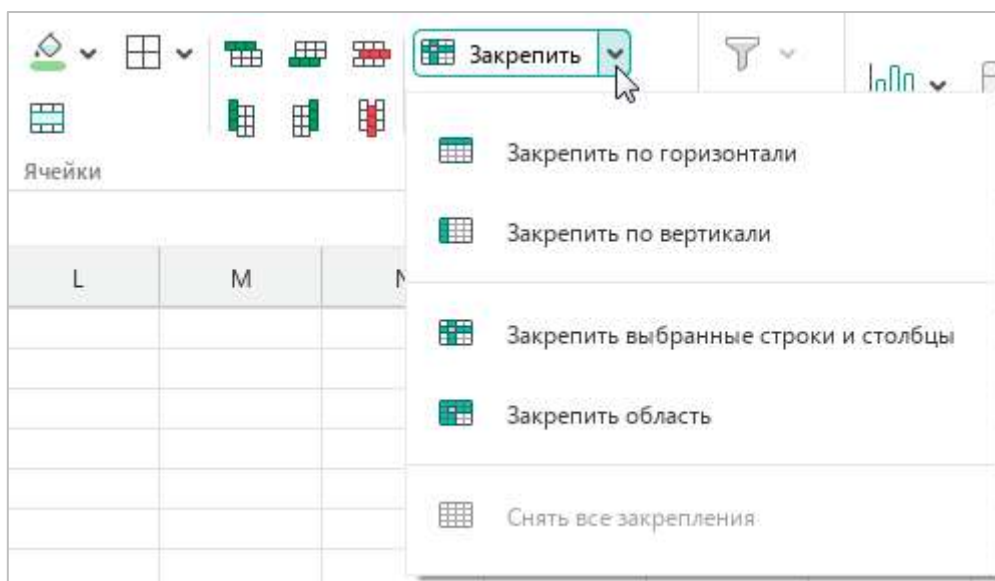 Закрепить
Закрепить по горизонтали
Ячейки
Закрепить по вертикали
L M N
Закрепить выбранные строки и столбцы
Закрепить область
Снять все закрепления